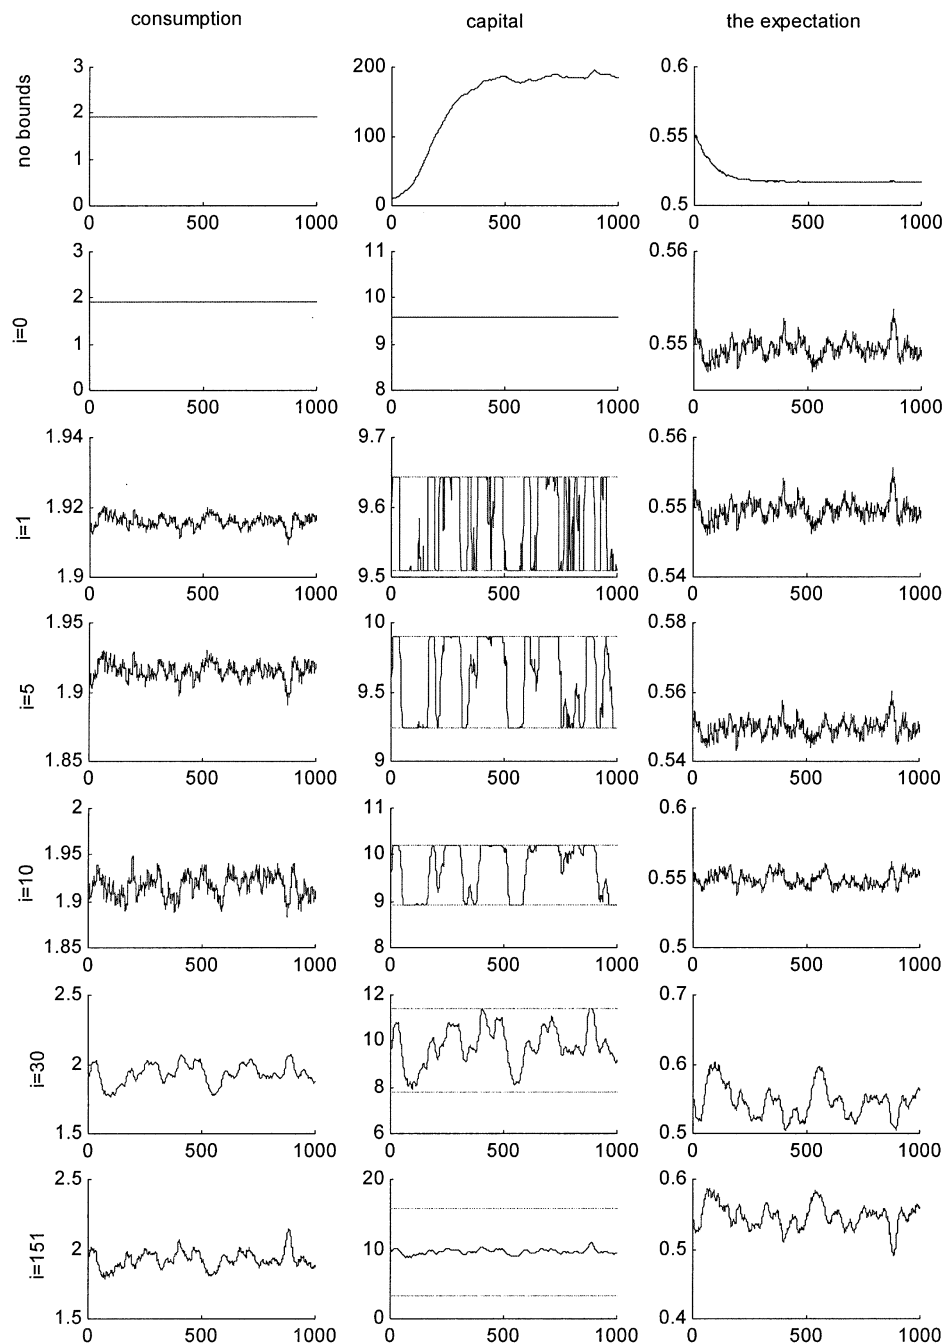 consumption capital the expectation
no bounds
3 200 0.6
2
1 100 0.55
0 0 0.5
0 500 1000 0 500 1000 0 500 1000
i=0
3 11 0.56
2 10
1 9 0.55
0 8
0 500 1000 0 500 1000 0 500 1000
i=1
1.94 9.7 0.56
1.92 9.6 0.55
1.9 9.5 0.54
0 500 1000 0 500 1000 0 500 1000
i=5
1.95 10 0.58
1.9 9.5 0.56
1.85 9 0.54
0 500 1000 0 500 1000 0 500 1000
i=10
2 11 0.6
1.95 10
1.9 9 0.55
1.85 8 0.5
0 500 1000 0 500 1000 0 500 1000
i=30
2.5 12 0.7
10
2 8 0.6
1.5 6 0.5
0 500 1000 0 500 1000 0 500 1000
i=151
2.5 20 0.6
2 10 0.5
1.5 0 0.4
0 500 1000 0 500 1000 0 500 1000